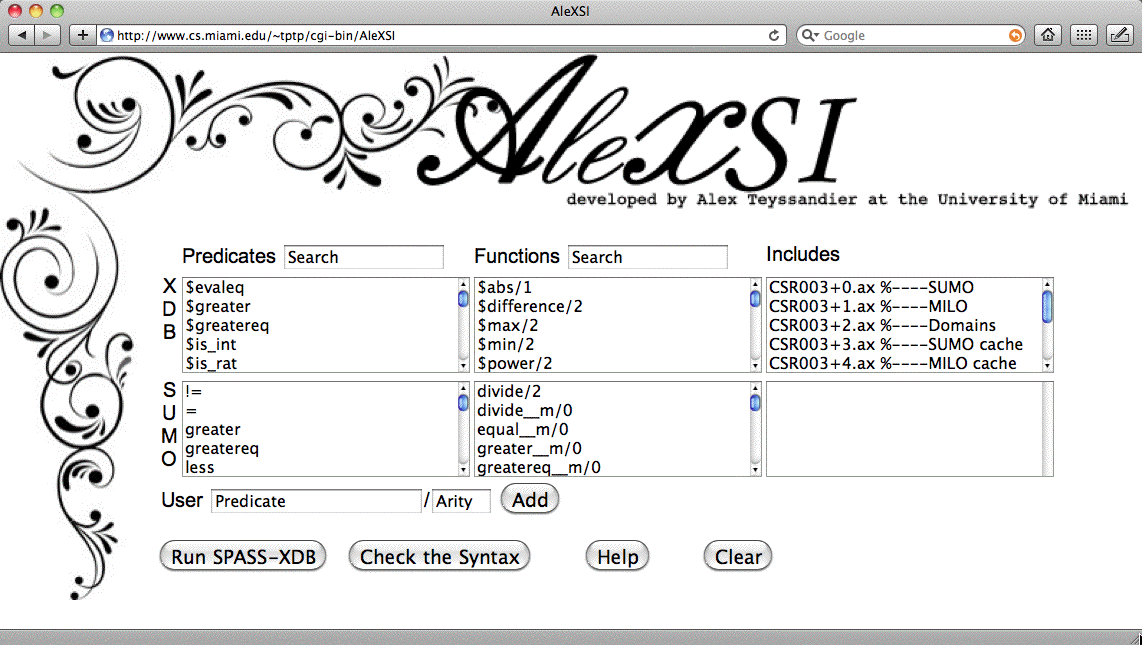 AleXSI
http://www.cs.miami.edu/~tptp/cgi-bin/AleXSI
Google
AleXSI
developed by Alex Teyssandier at the University of Miami
Predicates Search Functions Search Includes
XDB
$evaleq
$greater
$greatereq
$is_int
$is_rat
$abs/1
$difference/2
$max/2
$min/2
$power/2
CSR003+0.ax %----SUMO
CSR003+1.ax %----MILO
CSR003+2.ax %----Domains
CSR003+3.ax %----SUMO cache
CSR003+4.ax %----MILO cache
SUMO
!=
=
greater
greatereq
less
divide/2
divide__m/0
equal__m/0
greater__m/0
greatereq__m/0
User Predicate / Arity Add
Run SPASS-XDB Check the Syntax Help Clear